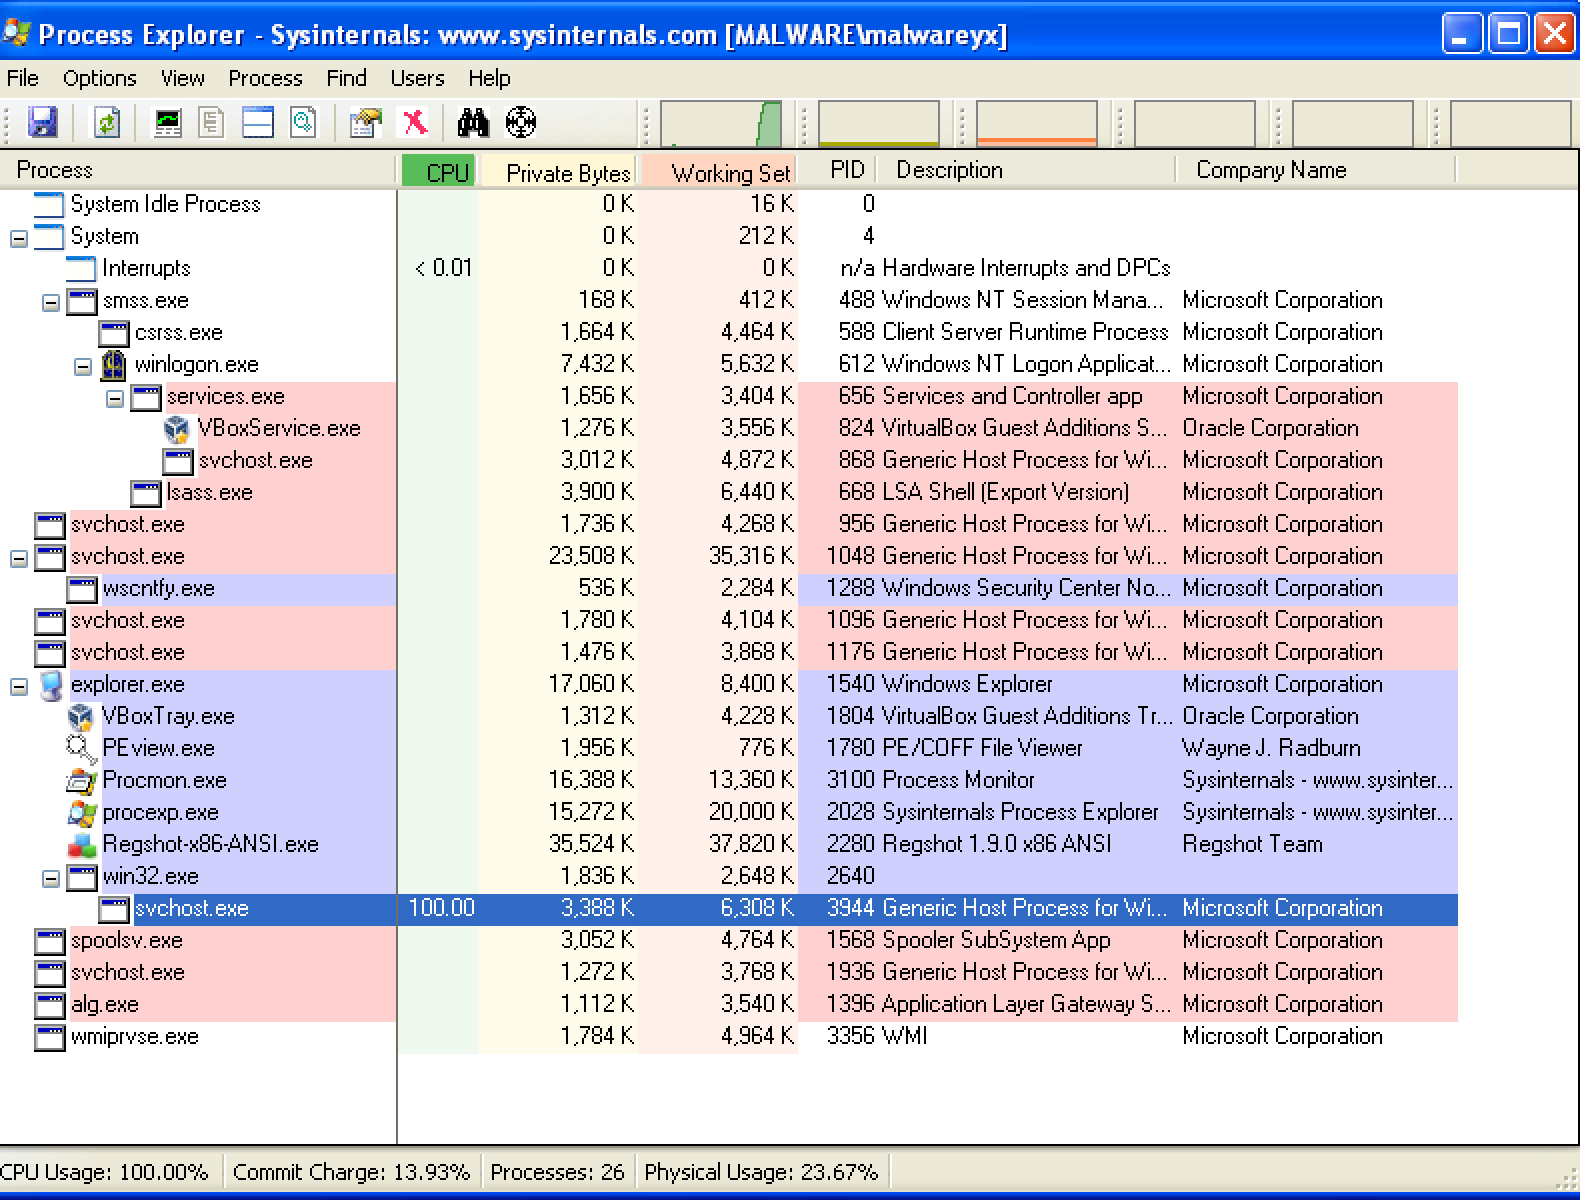 Process Explorer - Sysinternals: www.sysinternals.com [MALWARE\malwareyx]
File Options View Process Find Users Help
Process CPU Private Bytes Working Set PID Description Company Name
System Idle Process 0 K 16 K 0
System 0 K 212 K 4
Interrupts < 0.01 0 K 0 K n/a Hardware Interrupts and DPCs
smss.exe 168 K 412 K 488 Windows NT Session Mana... Microsoft Corporation
csrss.exe 1,664 K 4,464 K 588 Client Server Runtime Process Microsoft Corporation
winlogon.exe 7,432 K 5,632 K 612 Windows NT Logon Applicat... Microsoft Corporation
services.exe 1,656 K 3,404 K 656 Services and Controller app Microsoft Corporation
VBoxService.exe 1,276 K 3,556 K 824 VirtualBox Guest Additions S... Oracle Corporation
svchost.exe 3,012 K 4,872 K 868 Generic Host Process for Wi... Microsoft Corporation
lsass.exe 3,900 K 6,440 K 668 LSA Shell (Export Version) Microsoft Corporation
svchost.exe 1,736 K 4,268 K 956 Generic Host Process for Wi... Microsoft Corporation
svchost.exe 23,508 K 35,316 K 1048 Generic Host Process for Wi... Microsoft Corporation
wscntfy.exe 536 K 2,284 K 1288 Windows Security Center No... Microsoft Corporation
svchost.exe 1,780 K 4,104 K 1096 Generic Host Process for Wi... Microsoft Corporation
svchost.exe 1,476 K 3,868 K 1176 Generic Host Process for Wi... Microsoft Corporation
explorer.exe 17,060 K 8,400 K 1540 Windows Explorer Microsoft Corporation
VBoxTray.exe 1,312 K 4,228 K 1804 VirtualBox Guest Additions Tr... Oracle Corporation
PEview.exe 1,956 K 776 K 1780 PE/COFF File Viewer Wayne J. Radburn
Procmon.exe 16,388 K 13,360 K 3100 Process Monitor Sysinternals - www.sysinter...
procexp.exe 15,272 K 20,000 K 2028 Sysinternals Process Explorer Sysinternals - www.sysinter...
Regshot-x86-ANSI.exe 35,524 K 37,820 K 2280 Regshot 1.9.0 x86 ANSI Regshot Team
win32.exe 1,836 K 2,648 K 2640
svchost.exe 100.00 3,388 K 6,308 K 3944 Generic Host Process for Wi... Microsoft Corporation
spoolsv.exe 3,052 K 4,764 K 1568 Spooler SubSystem App Microsoft Corporation
svchost.exe 1,272 K 3,768 K 1936 Generic Host Process for Wi... Microsoft Corporation
alg.exe 1,112 K 3,540 K 1396 Application Layer Gateway S... Microsoft Corporation
wmiprvse.exe 1,784 K 4,964 K 3356 WMI Microsoft Corporation
CPU Usage: 100.00% Commit Charge: 13.93% Processes: 26 Physical Usage: 23.67%